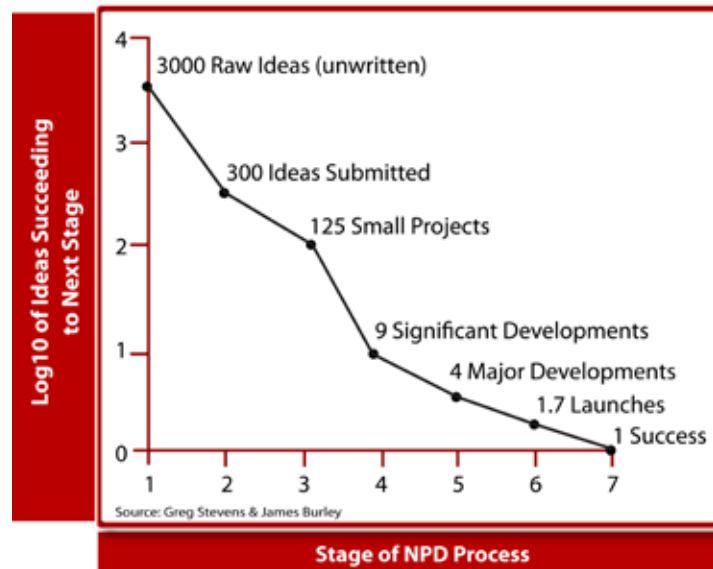 Log10 of Ideas Succeeding
to Next Stage
4
3
2
1
0
3000 Raw Ideas (unwritten)
300 Ideas Submitted
125 Small Projects
9 Significant Developments
4 Major Developments
1.7 Launches
1 Success
1 2 3 4 5 6 7
Source: Greg Stevens & James Burley
Stage of NPD Process